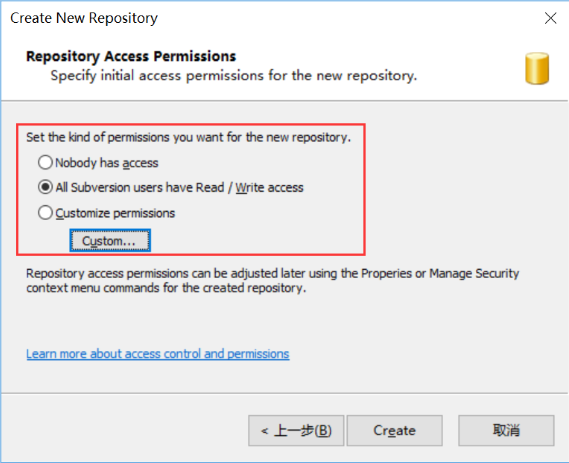 Create New Repository
Repository Access Permissions
Specify initial access permissions for the new repository.
Set the kind of permissions you want for the new repository.
Nobody has access
All Subversion users have Read / Write access
Customize permissions
Custom...
Repository access permissions can be adjusted later using the Properies or Manage Security
context menu commands for the created repository.
Learn more about access control and permissions
< 上一步(B)
Create
取消